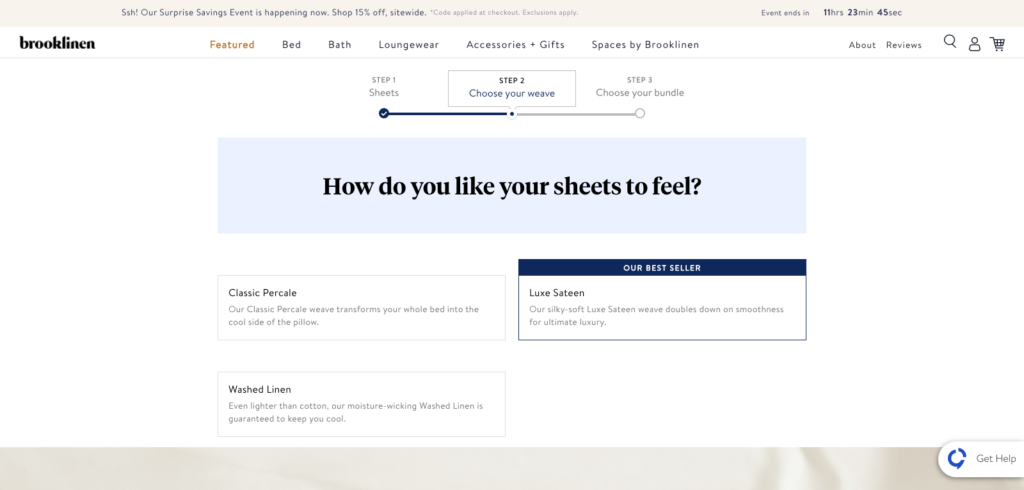 Ssh! Our Surprise Savings Event is happening now. Shop 15% off, sitewide. *Code applied at checkout. Exclusions apply.
Event ends in 11hrs 23min 45sec
brooklinen
Featured Bed Bath Loungewear Accessories + Gifts Spaces by Brooklinen
About Reviews
STEP 1
Sheets
STEP 2
Choose your weave
STEP 3
Choose your bundle
How do you like your sheets to feel?
Classic Percale
Our Classic Percale weave transforms your whole bed into the
cool side of the pillow.
OUR BEST SELLER
Luxe Sateen
Our silky-soft Luxe Sateen weave doubles down on smoothness
for ultimate luxury.
Washed Linen
Even lighter than cotton, our moisture-wicking Washed Linen is
guaranteed to keep you cool.
Get Help